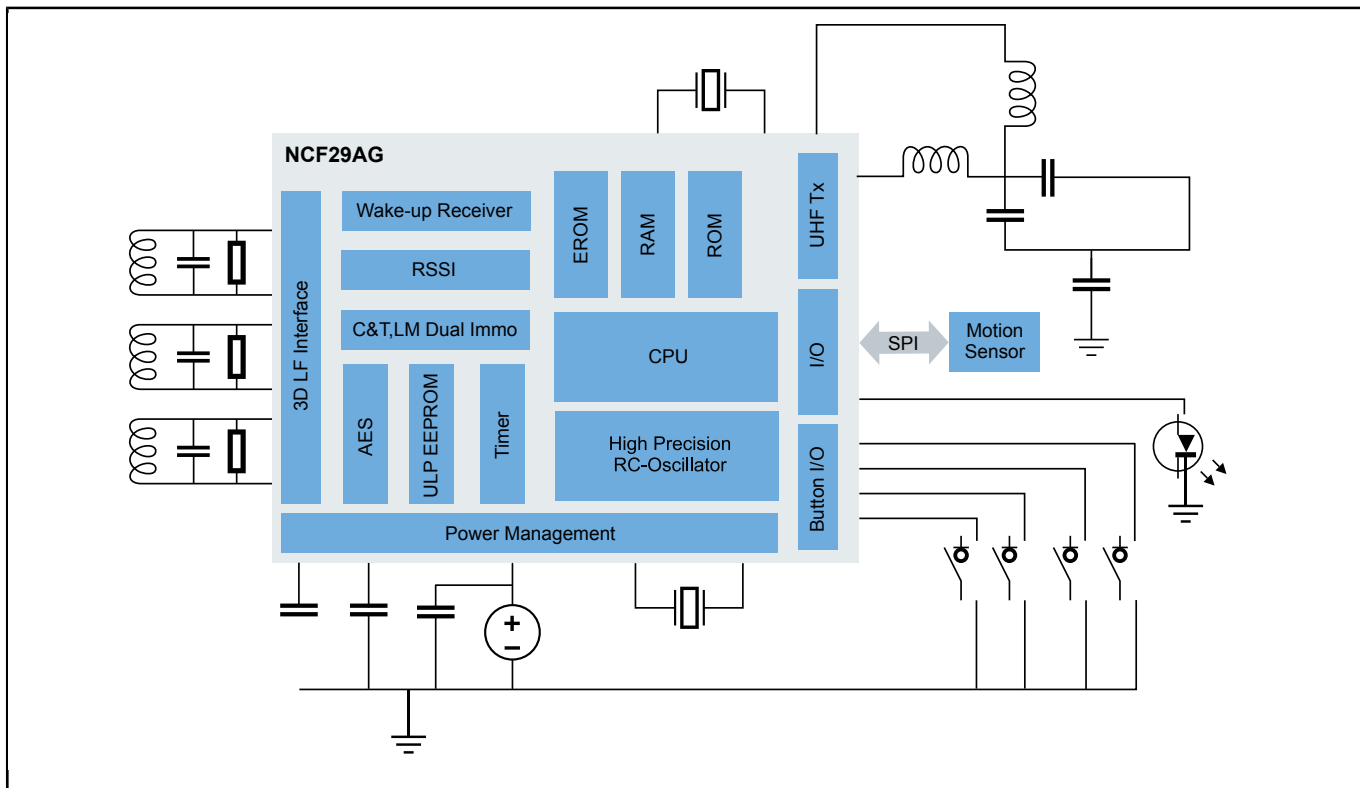 NCF29AG
3D LF Interface
Wake-up Receiver
RSSI
C&T,LM Dual Immo
AES
ULP EEPROM
Timer
EROM
RAM
ROM
CPU
High Precision
RC-Oscillator
Power Management
UHF Tx
I/O
Button I/O
SPI
Motion
Sensor
+
−